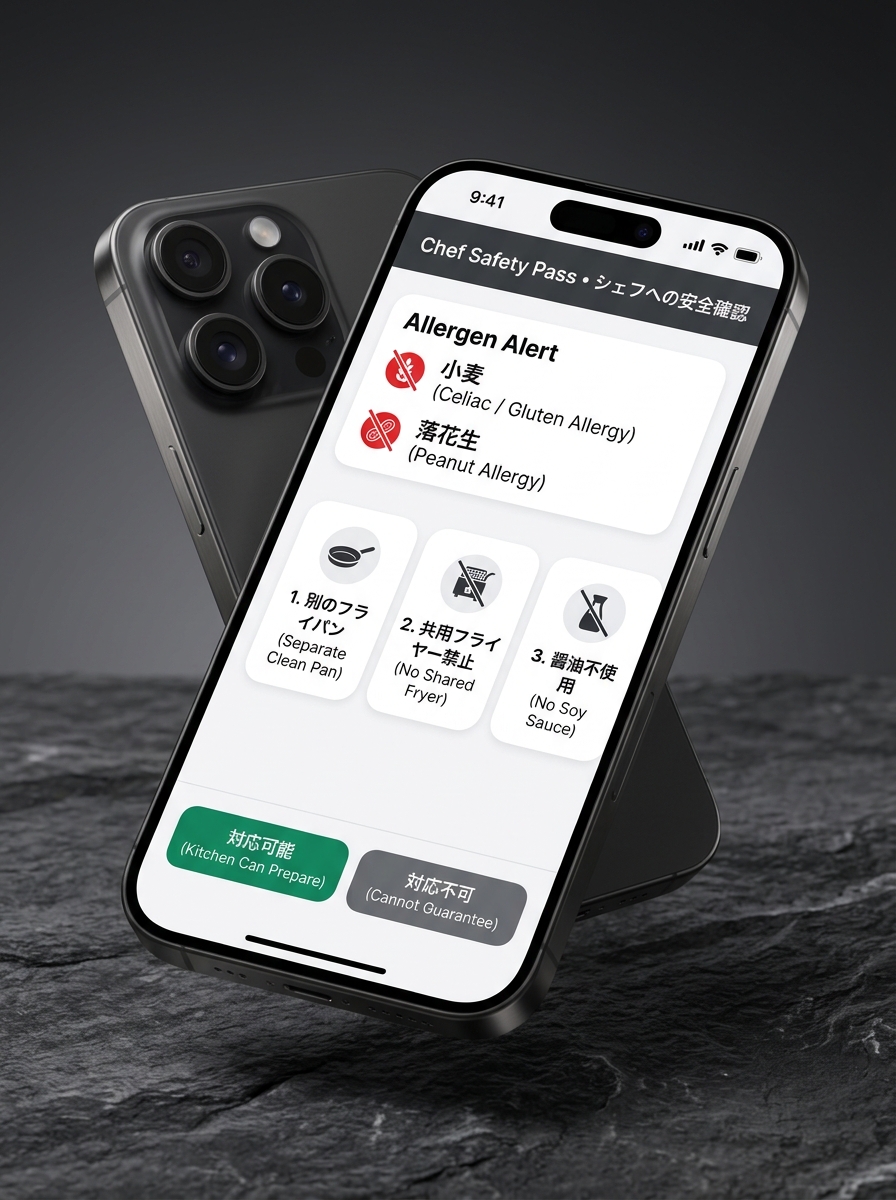 9:41
Chef Safety Pass • シェフへの安全確認
Allergen Alert
小麦
(Celiac / Gluten Allergy)
落花生
(Peanut Allergy)
1. 別のフラ
イパン
(Separate
Clean Pan)
2. 共用フライ
ヤー禁止
(No Shared
Fryer)
3. 醤油不使
用
(No Soy
Sauce)
対応可能
(Kitchen Can Prepare)
対応不可
(Cannot Guarantee)